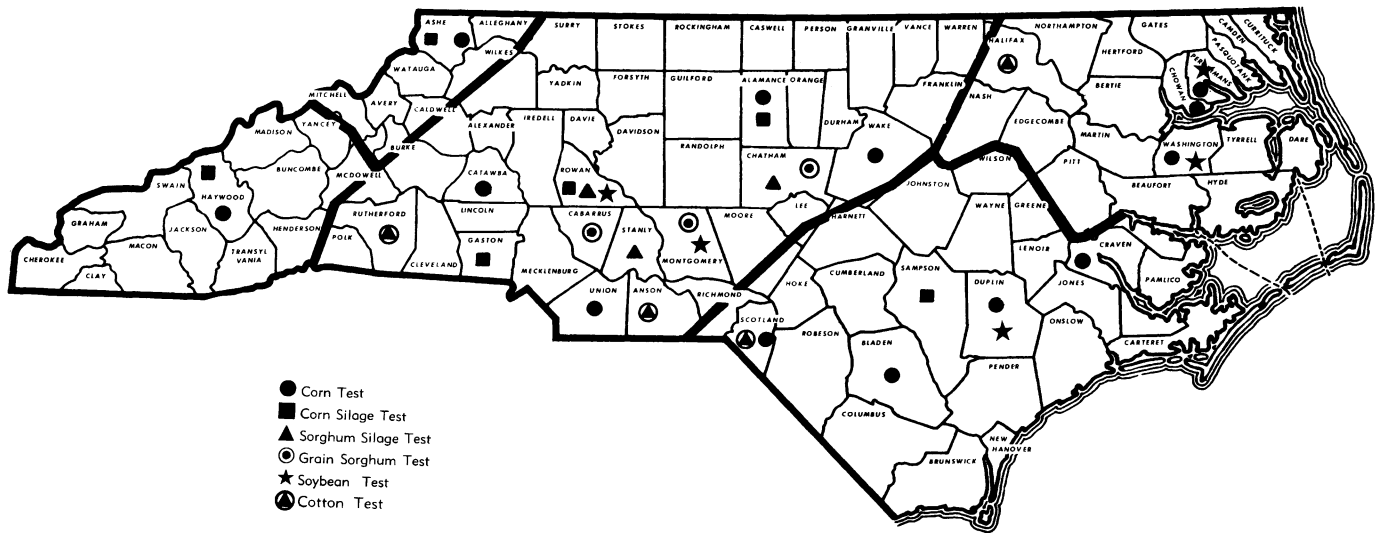 ASHE
ALLEGHANY
SURRY
STOKES
ROCKINGHAM
CASWELL
PERSON
GRANVILLE
VANCE
WARREN
NORTHAMPTON
GATES
CAMDEN
CURRITUCK
HALIFAX
HERTFORD
PASQUOTANK
WILKES
WATAUGA
YADKIN
FORSYTH
GUILFORD
ALAMANCE
ORANGE
FRANKLIN
NASH
BERTIE
CHOWAN
MITCHELL
AVERY
CALDWELL
ALEXANDER
IREDELL
DAVIE
DAVIDSON
DURHAM
WAKE
EDGECOMBE
MARTIN
WASHINGTON
TYRRELL
DARE
MADISON
YANCEY
BURKE
RANDOLPH
CHATHAM
WILSON
PITT
BEAUFORT
HYDE
SWAIN
HAYWOOD
BUNCOMBE
MCDOWELL
CATAWBA
ROWAN
JOHNSTON
GRAHAM
JACKSON
HENDERSON
RUTHERFORD
LINCOLN
CABARRUS
STANLY
MOORE
LEE
HARNETT
WAYNE
GREENE
CHEROKEE
MACON
TRANSYL
VANIA
POLK
CLEVELAND
GASTON
MECKLENBURG
MONTGOMERY
LENOIR
CRAVEN
PAMLICO
CLAY
UNION
ANSON
RICHMOND
HOKE
CUMBERLAND
SAMPSON
DUPLIN
JONES
SCOTLAND
ROBESON
BLADEN
ONSLOW
CARTERET
PENDER
COLUMBUS
NEW
HANOVER
BRUNSWICK
Corn Test
Corn Silage Test
Sorghum Silage Test
Grain Sorghum Test
Soybean Test
Cotton Test